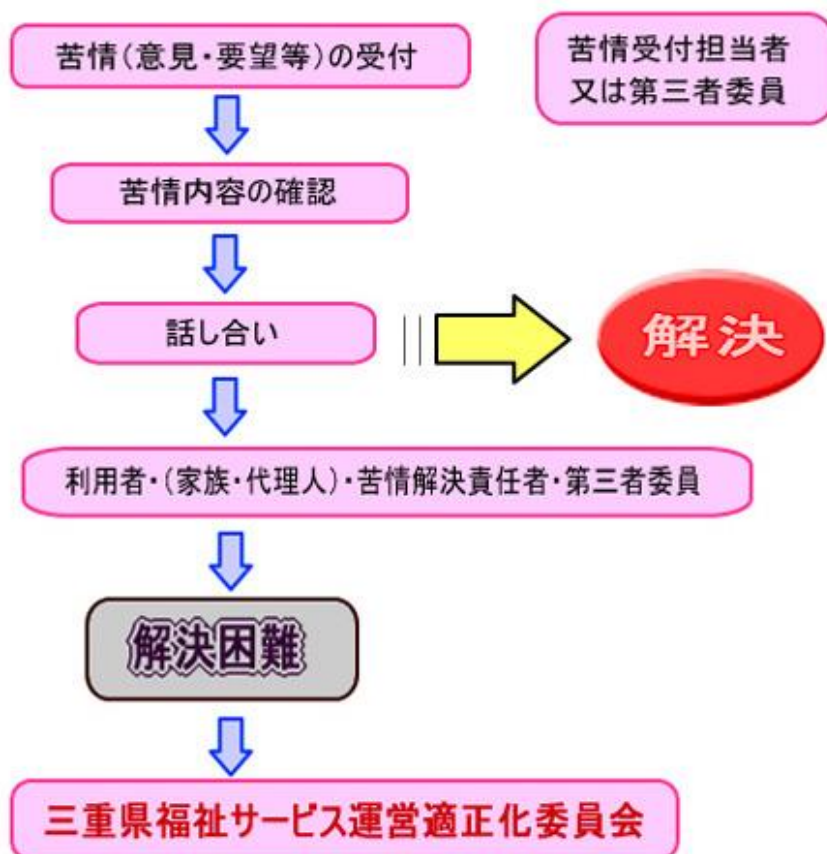 苦情(意見・要望等)の受付
苦情受付担当者
又は第三者委員
苦情内容の確認
話し合い
解決
利用者・(家族・代理人)・苦情解決責任者・第三者委員
解決困難
三重県福祉サービス運営適正化委員会